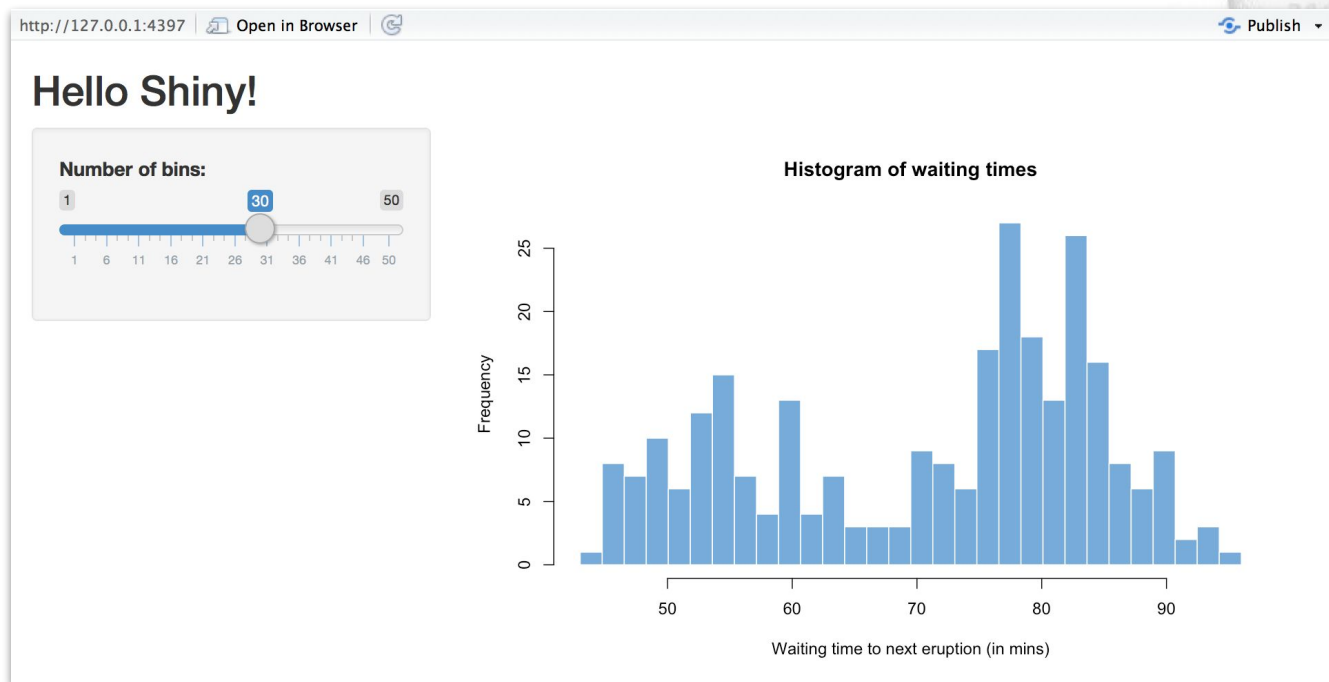 http://127.0.0.1:4397 Open in Browser Publish
Hello Shiny!
Number of bins:
1 30 50
1 6 11 16 21 26 31 36 41 46 50
Histogram of waiting times
Frequency
25
20
15
10
5
0
50 60 70 80 90
Waiting time to next eruption (in mins)